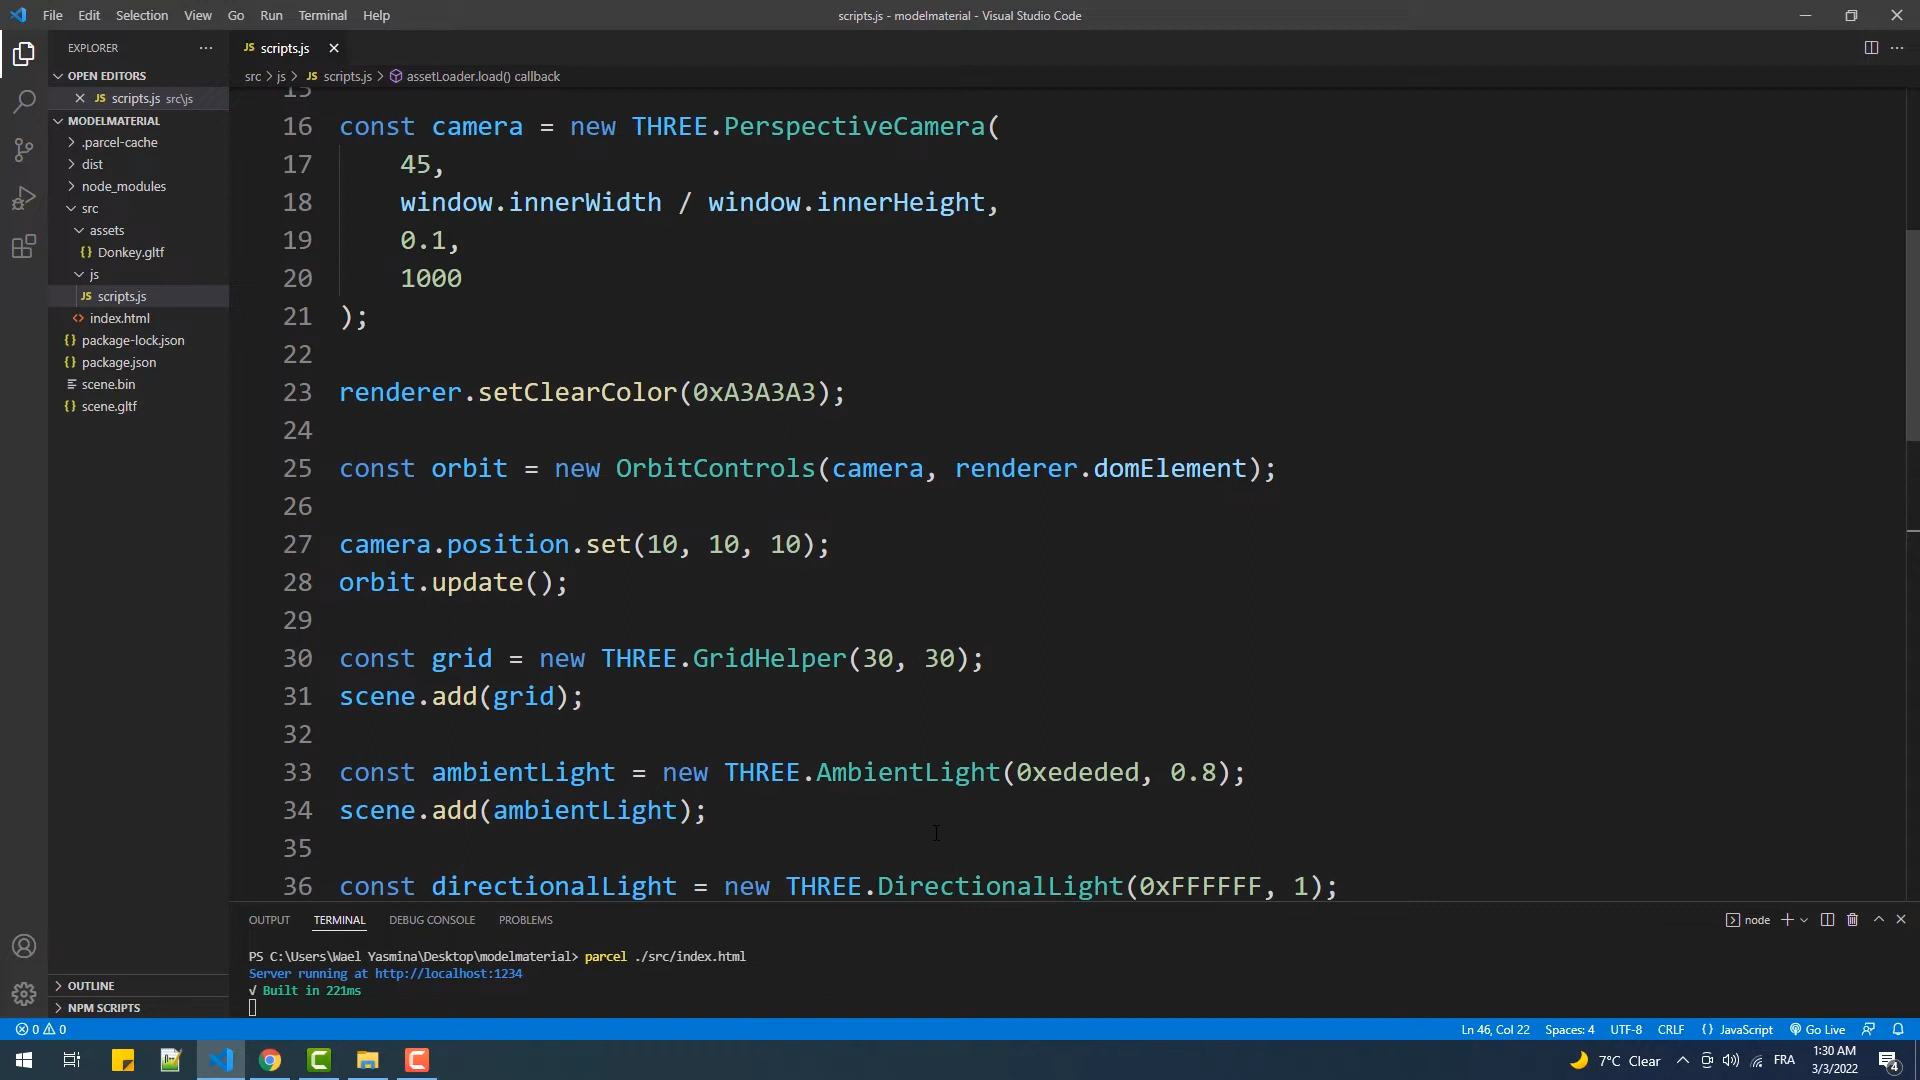 File Edit Selection View Go Run Terminal Help
scripts.js - modelmaterial - Visual Studio Code
EXPLORER
OPEN EDITORS
JS scripts.js src\js
MODELMATERIAL
.parcel-cache
dist
node_modules
src
assets
{} Donkey.gltf
js
JS scripts.js
<> index.html
{} package-lock.json
{} package.json
scene.bin
{} scene.gltf
OUTLINE
NPM SCRIPTS
JS scripts.js
src > js > JS scripts.js > assetLoader.load() callback
15
16 const camera = new THREE.PerspectiveCamera(
17 45,
18 window.innerWidth / window.innerHeight,
19 0.1,
20 1000
21 );
22
23 renderer.setClearColor(0xA3A3A3);
24
25 const orbit = new OrbitControls(camera, renderer.domElement);
26
27 camera.position.set(10, 10, 10);
28 orbit.update();
29
30 const grid = new THREE.GridHelper(30, 30);
31 scene.add(grid);
32
33 const ambientLight = new THREE.AmbientLight(0xededed, 0.8);
34 scene.add(ambientLight);
35
36 const directionalLight = new THREE.DirectionalLight(0xFFFFFF, 1);
OUTPUT TERMINAL DEBUG CONSOLE PROBLEMS
node
PS C:\Users\Wael Yasmina\Desktop\modelmaterial> parcel ./src/index.html
Server running at http://localhost:1234
√ Built in 221ms
0 0
Ln 46, Col 22 Spaces: 4 UTF-8 CRLF {} JavaScript Go Live
7°C Clear
FRA
1:30 AM
3/3/2022
4